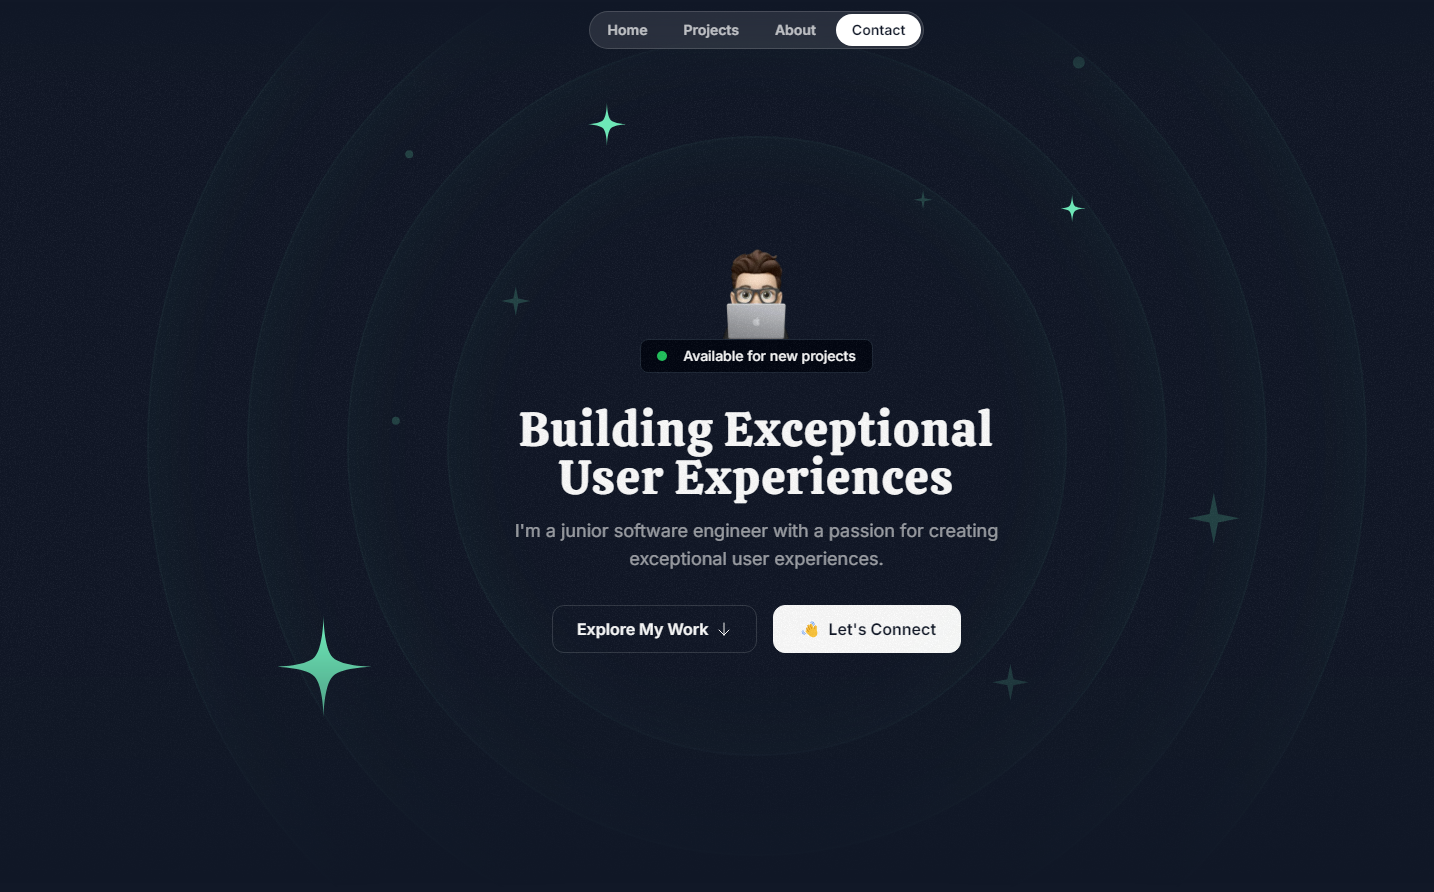 Home Projects About Contact
Available for new projects
Building Exceptional
User Experiences
I'm a junior software engineer with a passion for creating
exceptional user experiences.
Explore My Work ↓ 👋 Let's Connect